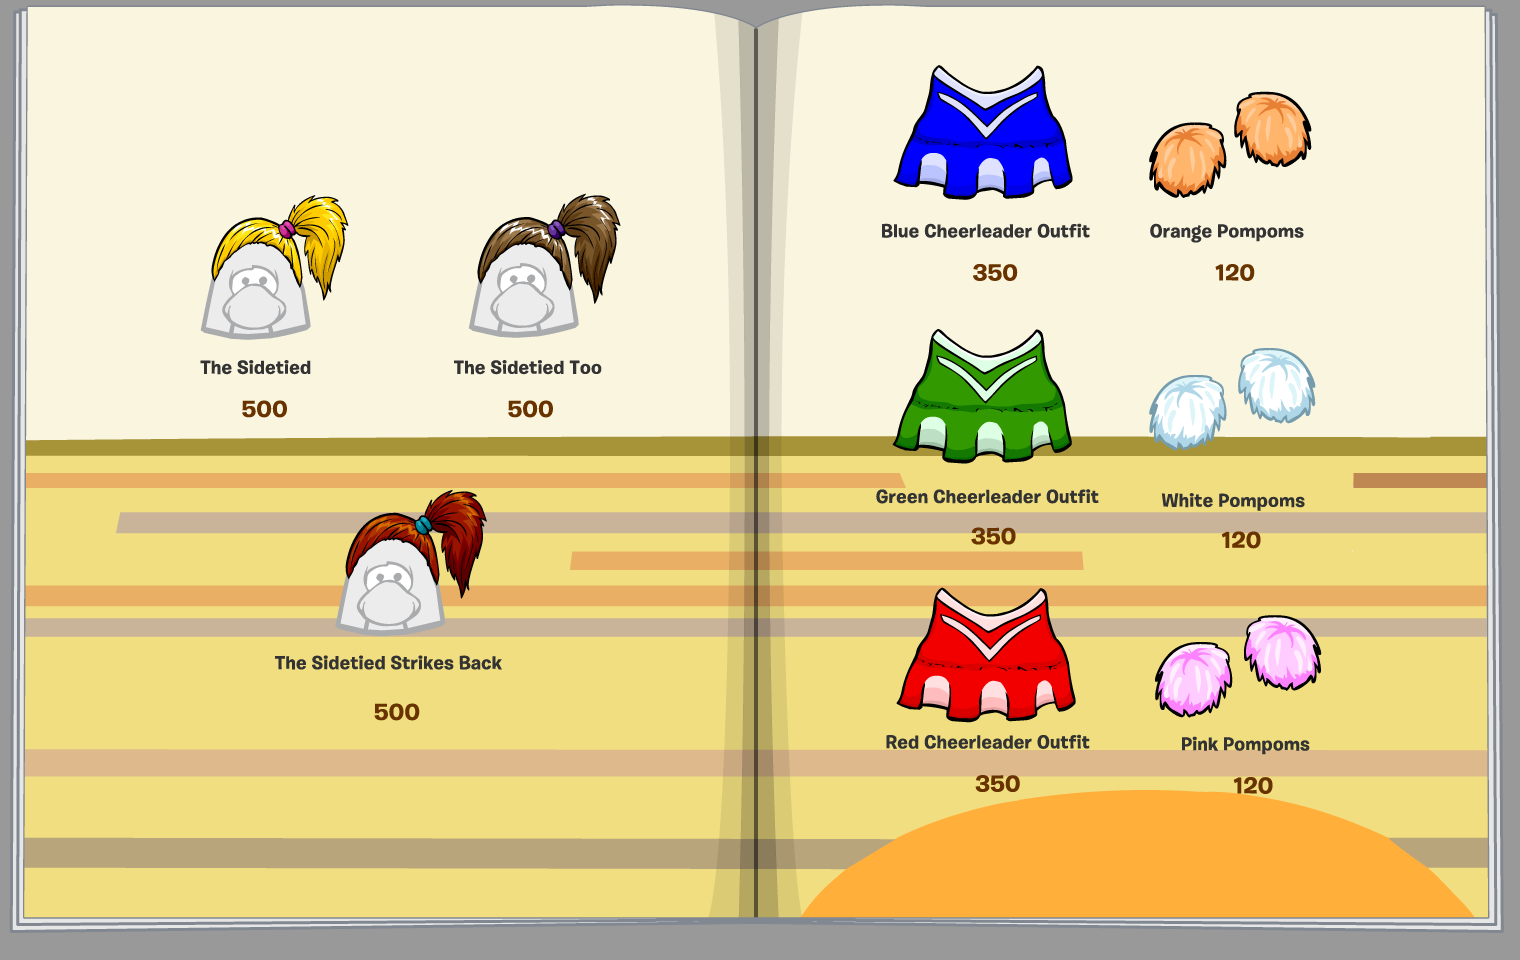 The Sidetied
500
The Sidetied Too
500
The Sidetied Strikes Back
500
Blue Cheerleader Outfit
350
Orange Pompoms
120
Green Cheerleader Outfit
350
White Pompoms
120
Red Cheerleader Outfit
350
Pink Pompoms
120